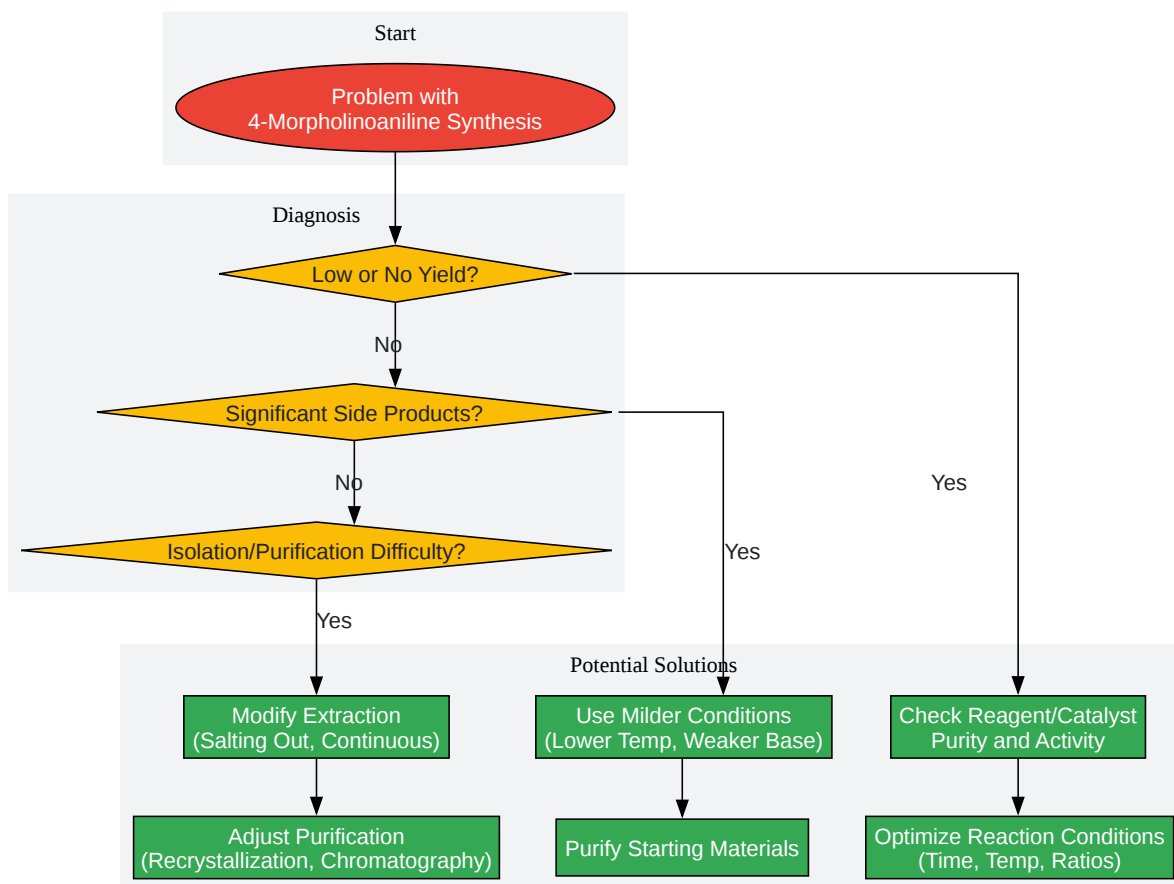 Start
Problem with
4-Morpholinoaniline Synthesis
Diagnosis
Low or No Yield?
No
Significant Side Products?
No
Yes
Isolation/Purification Difficulty?
Yes
Yes
Potential Solutions
Modify Extraction
(Salting Out, Continuous)
Use Milder Conditions
(Lower Temp, Weaker Base)
Check Reagent/Catalyst
Purity and Activity
Adjust Purification
(Recrystallization, Chromatography)
Purify Starting Materials
Optimize Reaction Conditions
(Time, Temp, Ratios)